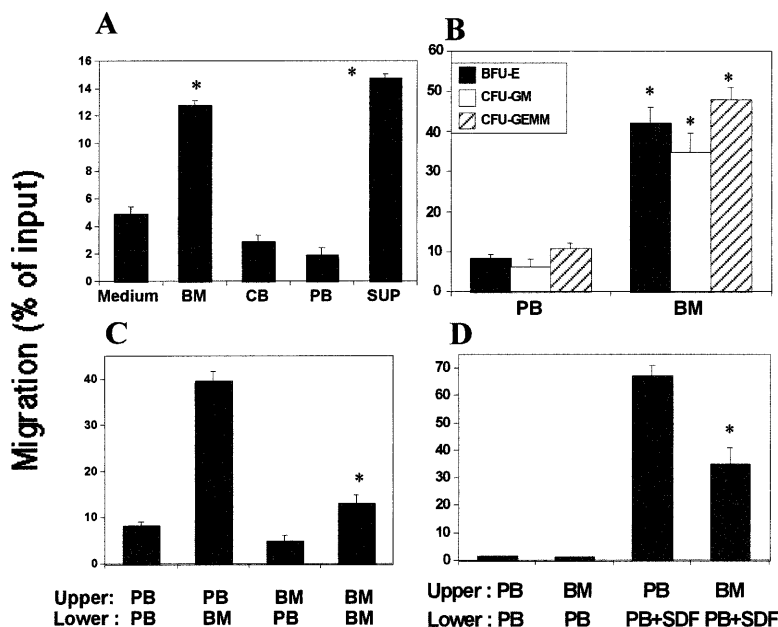 A
16
14
12
10
8
6
4
2
0
*
*
Medium BM CB PB SUP
B
60
50
40
30
20
10
0
BFU-E
CFU-GM
CFU-GEMM
*
*
*
PB BM
Migration (% of input)
C
40
30
20
10
0
*
Upper: PB PB BM BM
Lower : PB BM PB BM
D
70
60
50
40
30
20
10
0
*
Upper : PB BM PB BM
Lower : PB PB PB+SDF PB+SDF